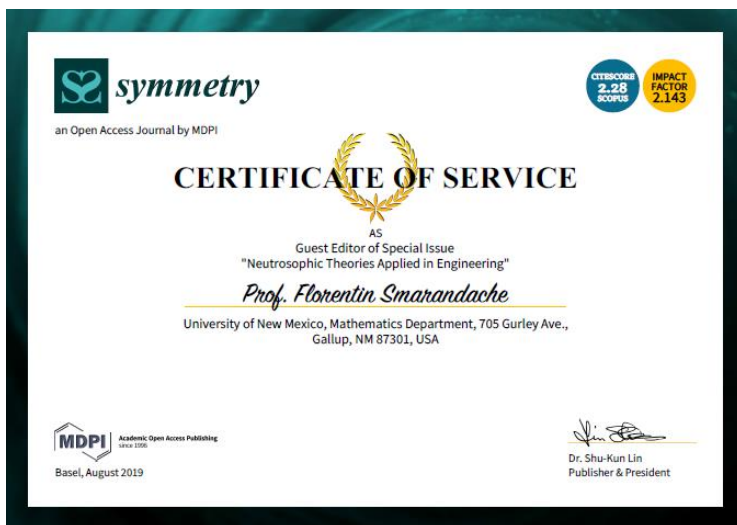 symmetry
an Open Access Journal by MDPI
CITESCORE
2.28
SCOPUS
IMPACT
FACTOR
2.143
CERTIFICATE OF SERVICE
AS
Guest Editor of Special Issue
"Neutrosophic Theories Applied in Engineering"
Prof. Florentin Smarandache
University of New Mexico, Mathematics Department, 705 Gurley Ave.,
Gallup, NM 87301, USA
MDPI
Academic Open Access Publishing
since 1996
Basel, August 2019
Dr. Shu-Kun Lin
Publisher & President